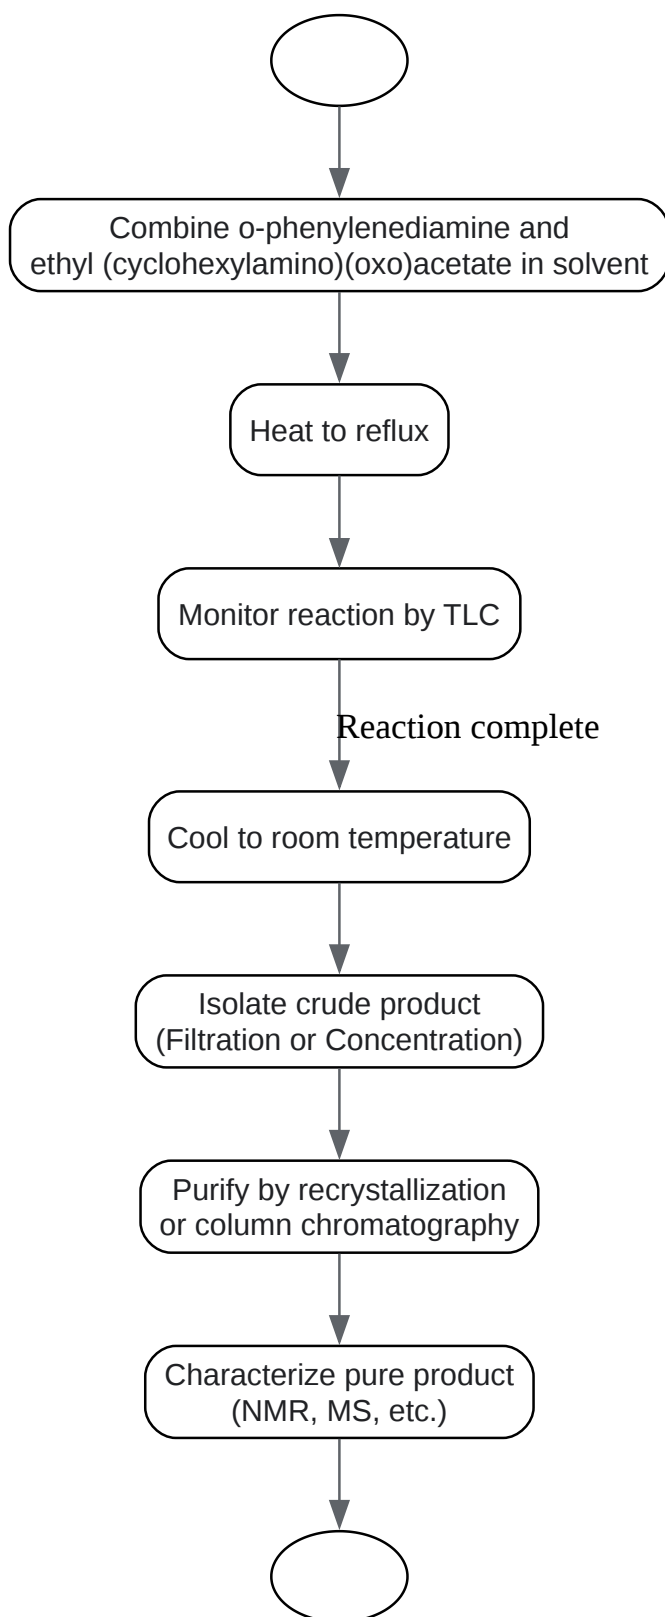 Combine o-phenylenediamine and
ethyl (cyclohexylamino)(oxo)acetate in solvent
Heat to reflux
Monitor reaction by TLC
Reaction complete
Cool to room temperature
Isolate crude product
(Filtration or Concentration)
Purify by recrystallization
or column chromatography
Characterize pure product
(NMR, MS, etc.)